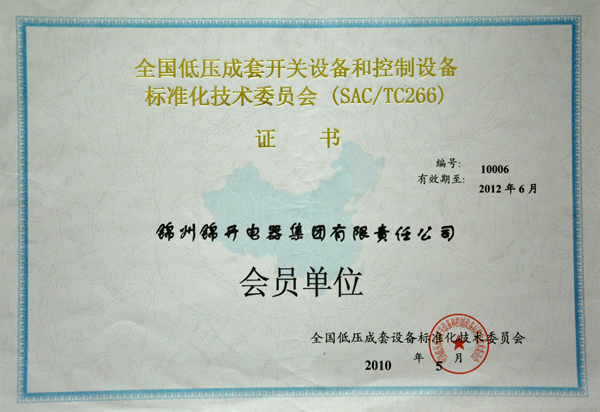 全国低压成套开关设备和控制设备
标准化技术委员会（SAC/TC266）
证 书
编号： 10006
有效期至： 2012 年 6 月
锦州锦开电器集团有限责任公司
会员单位
全国低压成套设备标准化技术委员会
2010 年 5 月